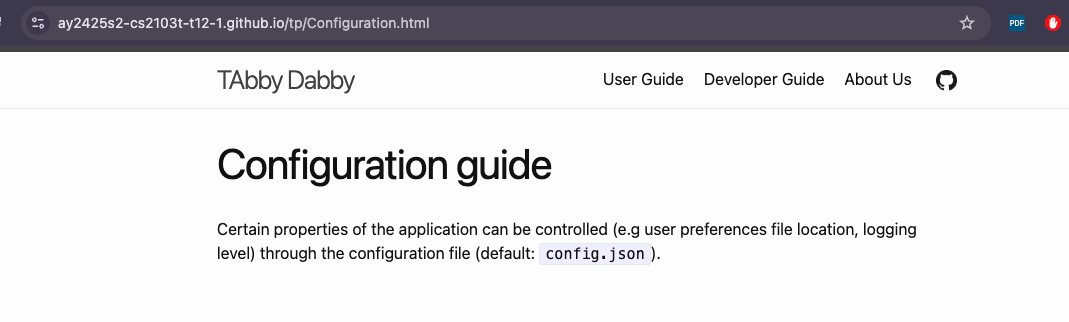 ay2425s2-cs2103t-t12-1.github.io/tp/Configuration.html
PDF
TAbby Dabby
User Guide
Developer Guide
About Us
Configuration guide
Certain properties of the application can be controlled (e.g user preferences file location, logging
level) through the configuration file (default: config.json).